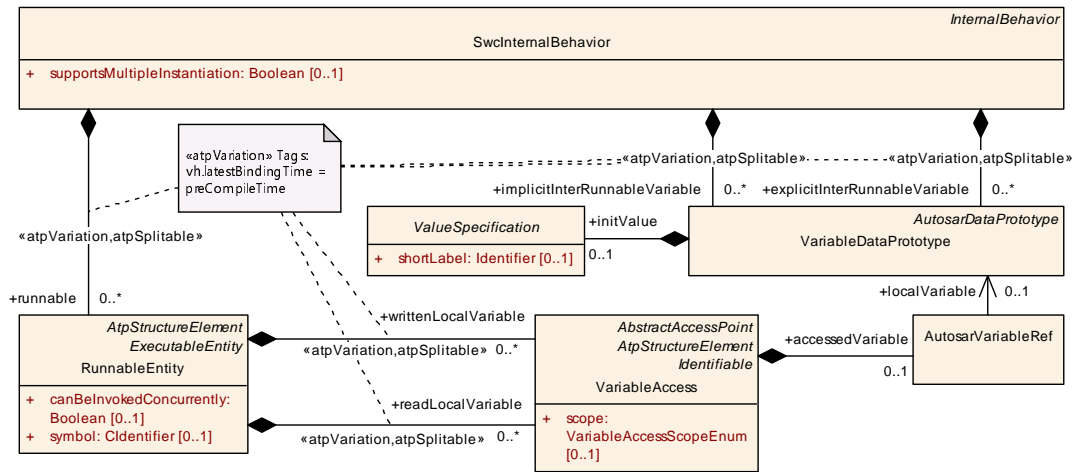 InternalBehavior
SwcInternalBehavior
+ supportsMultipleInstantiation: Boolean [0..1]
«atpVariation» Tags:
vh.latestBindingTime =
preCompileTime
«atpVariation,atpSplitable»
«atpVariation,atpSplitable»
+implicitInterRunnableVariable
0..*
+explicitInterRunnableVariable
0..*
ValueSpecification
+ shortLabel: Identifier [0..1]
+initValue
0..1
AutosarDataPrototype
VariableDataPrototype
«atpVariation,atpSplitable»
+runnable
0..*
+localVariable
0..1
AtpStructureElement
ExecutableEntity
RunnableEntity
+ canBeInvokedConcurrently:
Boolean [0..1]
+ symbol: CIdentifier [0..1]
+writtenLocalVariable
«atpVariation,atpSplitable»
0..*
+readLocalVariable
«atpVariation,atpSplitable»
0..*
AbstractAccessPoint
AtpStructureElement
Identifiable
VariableAccess
+ scope:
VariableAccessScopeEnum
[0..1]
+accessedVariable
0..1
AutosarVariableRef